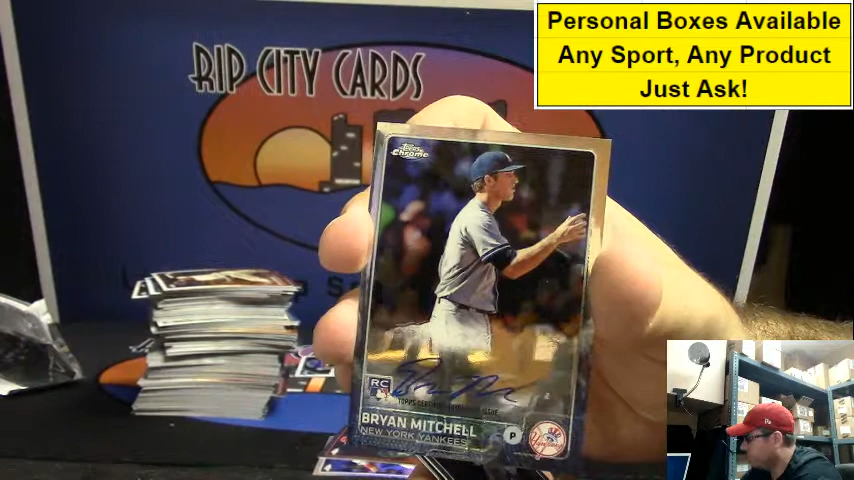 Personal Boxes Available
Any Sport, Any Product
Just Ask!
RIP CITY CARDS
Topps
Chrome
RC
BRYAN MITCHELL
NEW YORK YANKEES
P